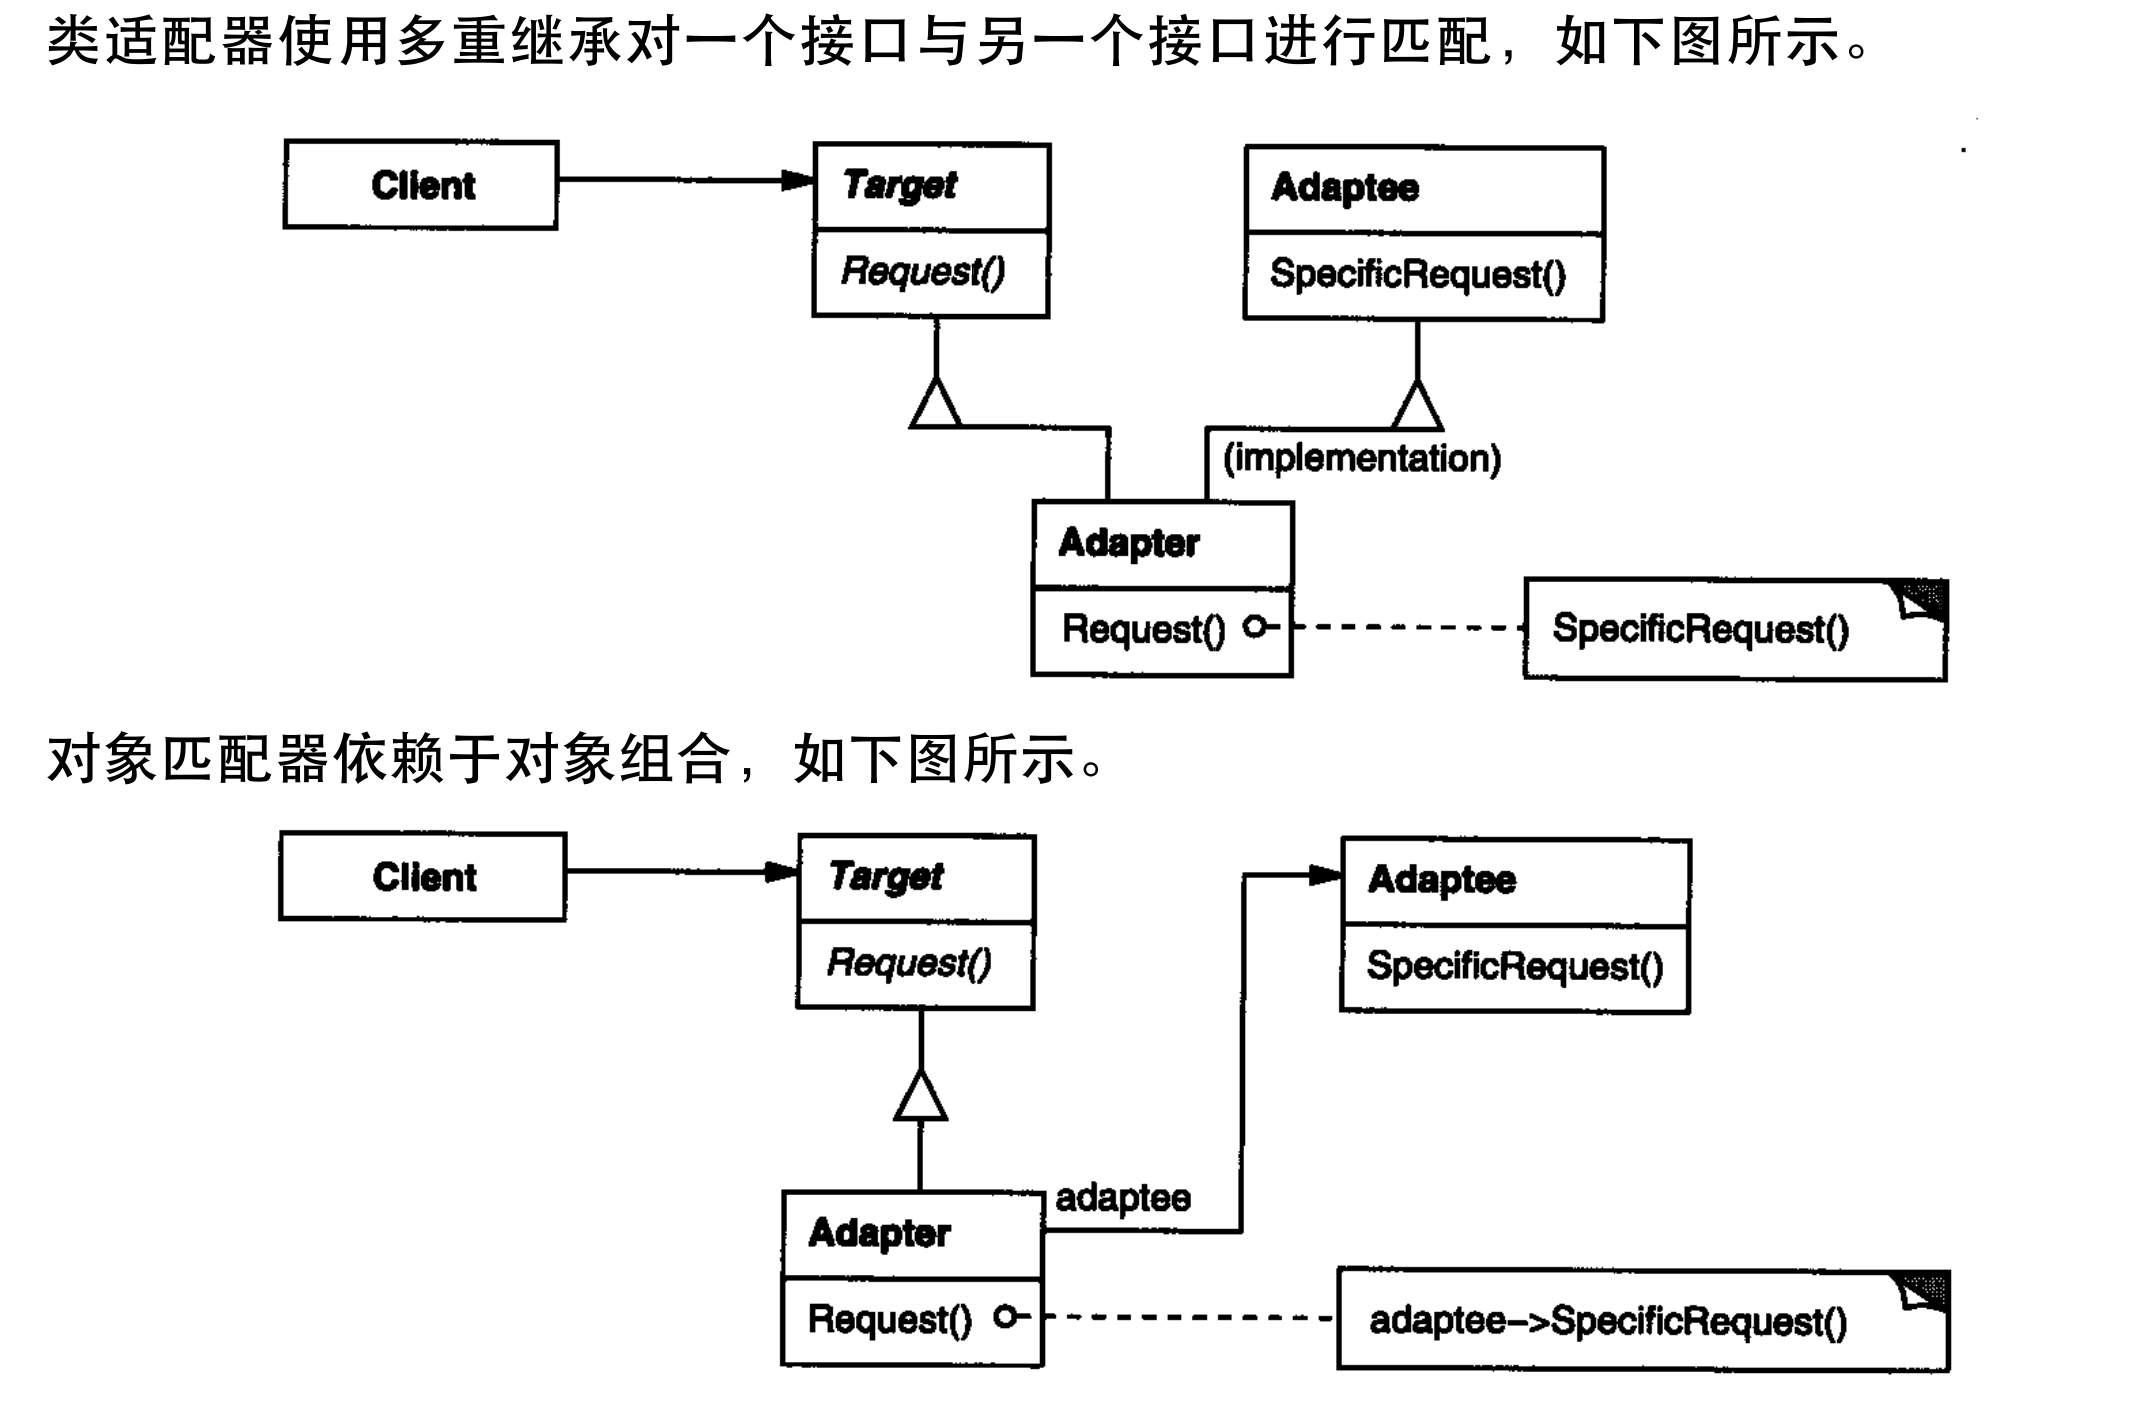 类适配器使用多重继承对一个接口与另一个接口进行匹配，如下图所示。
Client
Target
Adaptee
Request()
SpecificRequest()
(implementation)
Adapter
Request()
SpecificRequest()
对象匹配器依赖于对象组合，如下图所示。
Client
Target
Adaptee
Request()
SpecificRequest()
adaptee
Adapter
Request()
adaptee->SpecificRequest()